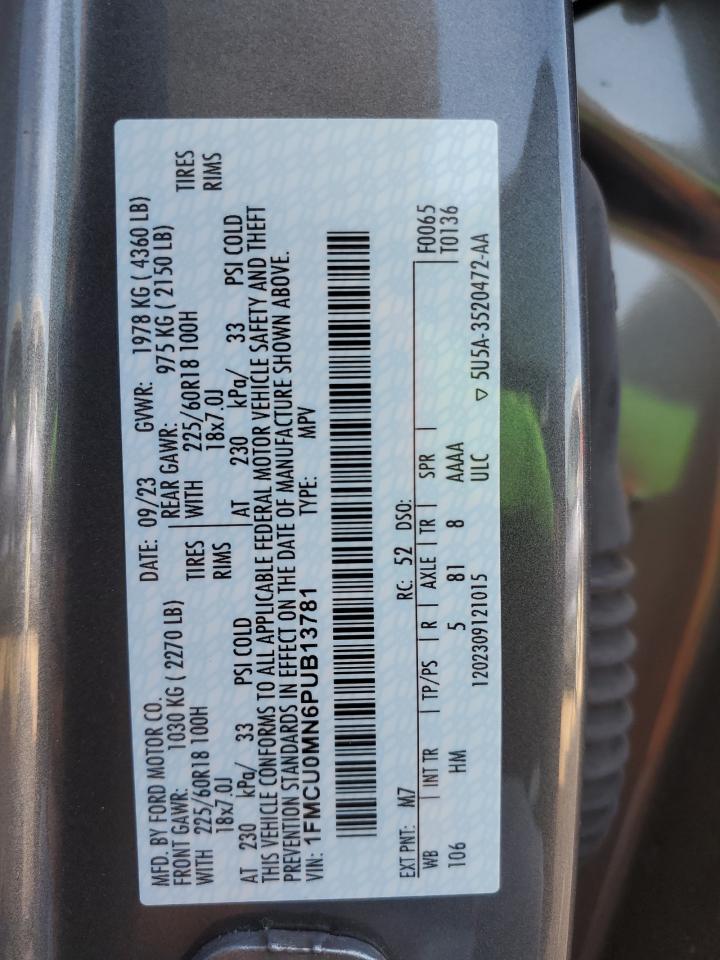 MFD. BY FORD MOTOR CO. DATE: 09/23 GVWR: 1978 KG ( 4360 LB)
FRONT GAWR: 1030 KG ( 2270 LB) REAR GAWR: 975 KG ( 2150 LB)
WITH 225/60R18 100H TIRES WITH 225/60R18 100H TIRES
18x7.0J RIMS 18x7.0J RIMS
AT 230 kPa/ 33 PSI COLD AT 230 kPa/ 33 PSI COLD
THIS VEHICLE CONFORMS TO ALL APPLICABLE FEDERAL MOTOR VEHICLE SAFETY AND THEFT
PREVENTION STANDARDS IN EFFECT ON THE DATE OF MANUFACTURE SHOWN ABOVE.
VIN: 1FMCU0MN6PUB13781 TYPE: MPV
EXT PNT: M7 RC: 52 DSO: F0065
WB INT TR TP/PS R AXLE TR SPR T0136
106 HM 5 81 8 AAAA
1202309121015 ULC ▽ 5U5A-3520472-AA